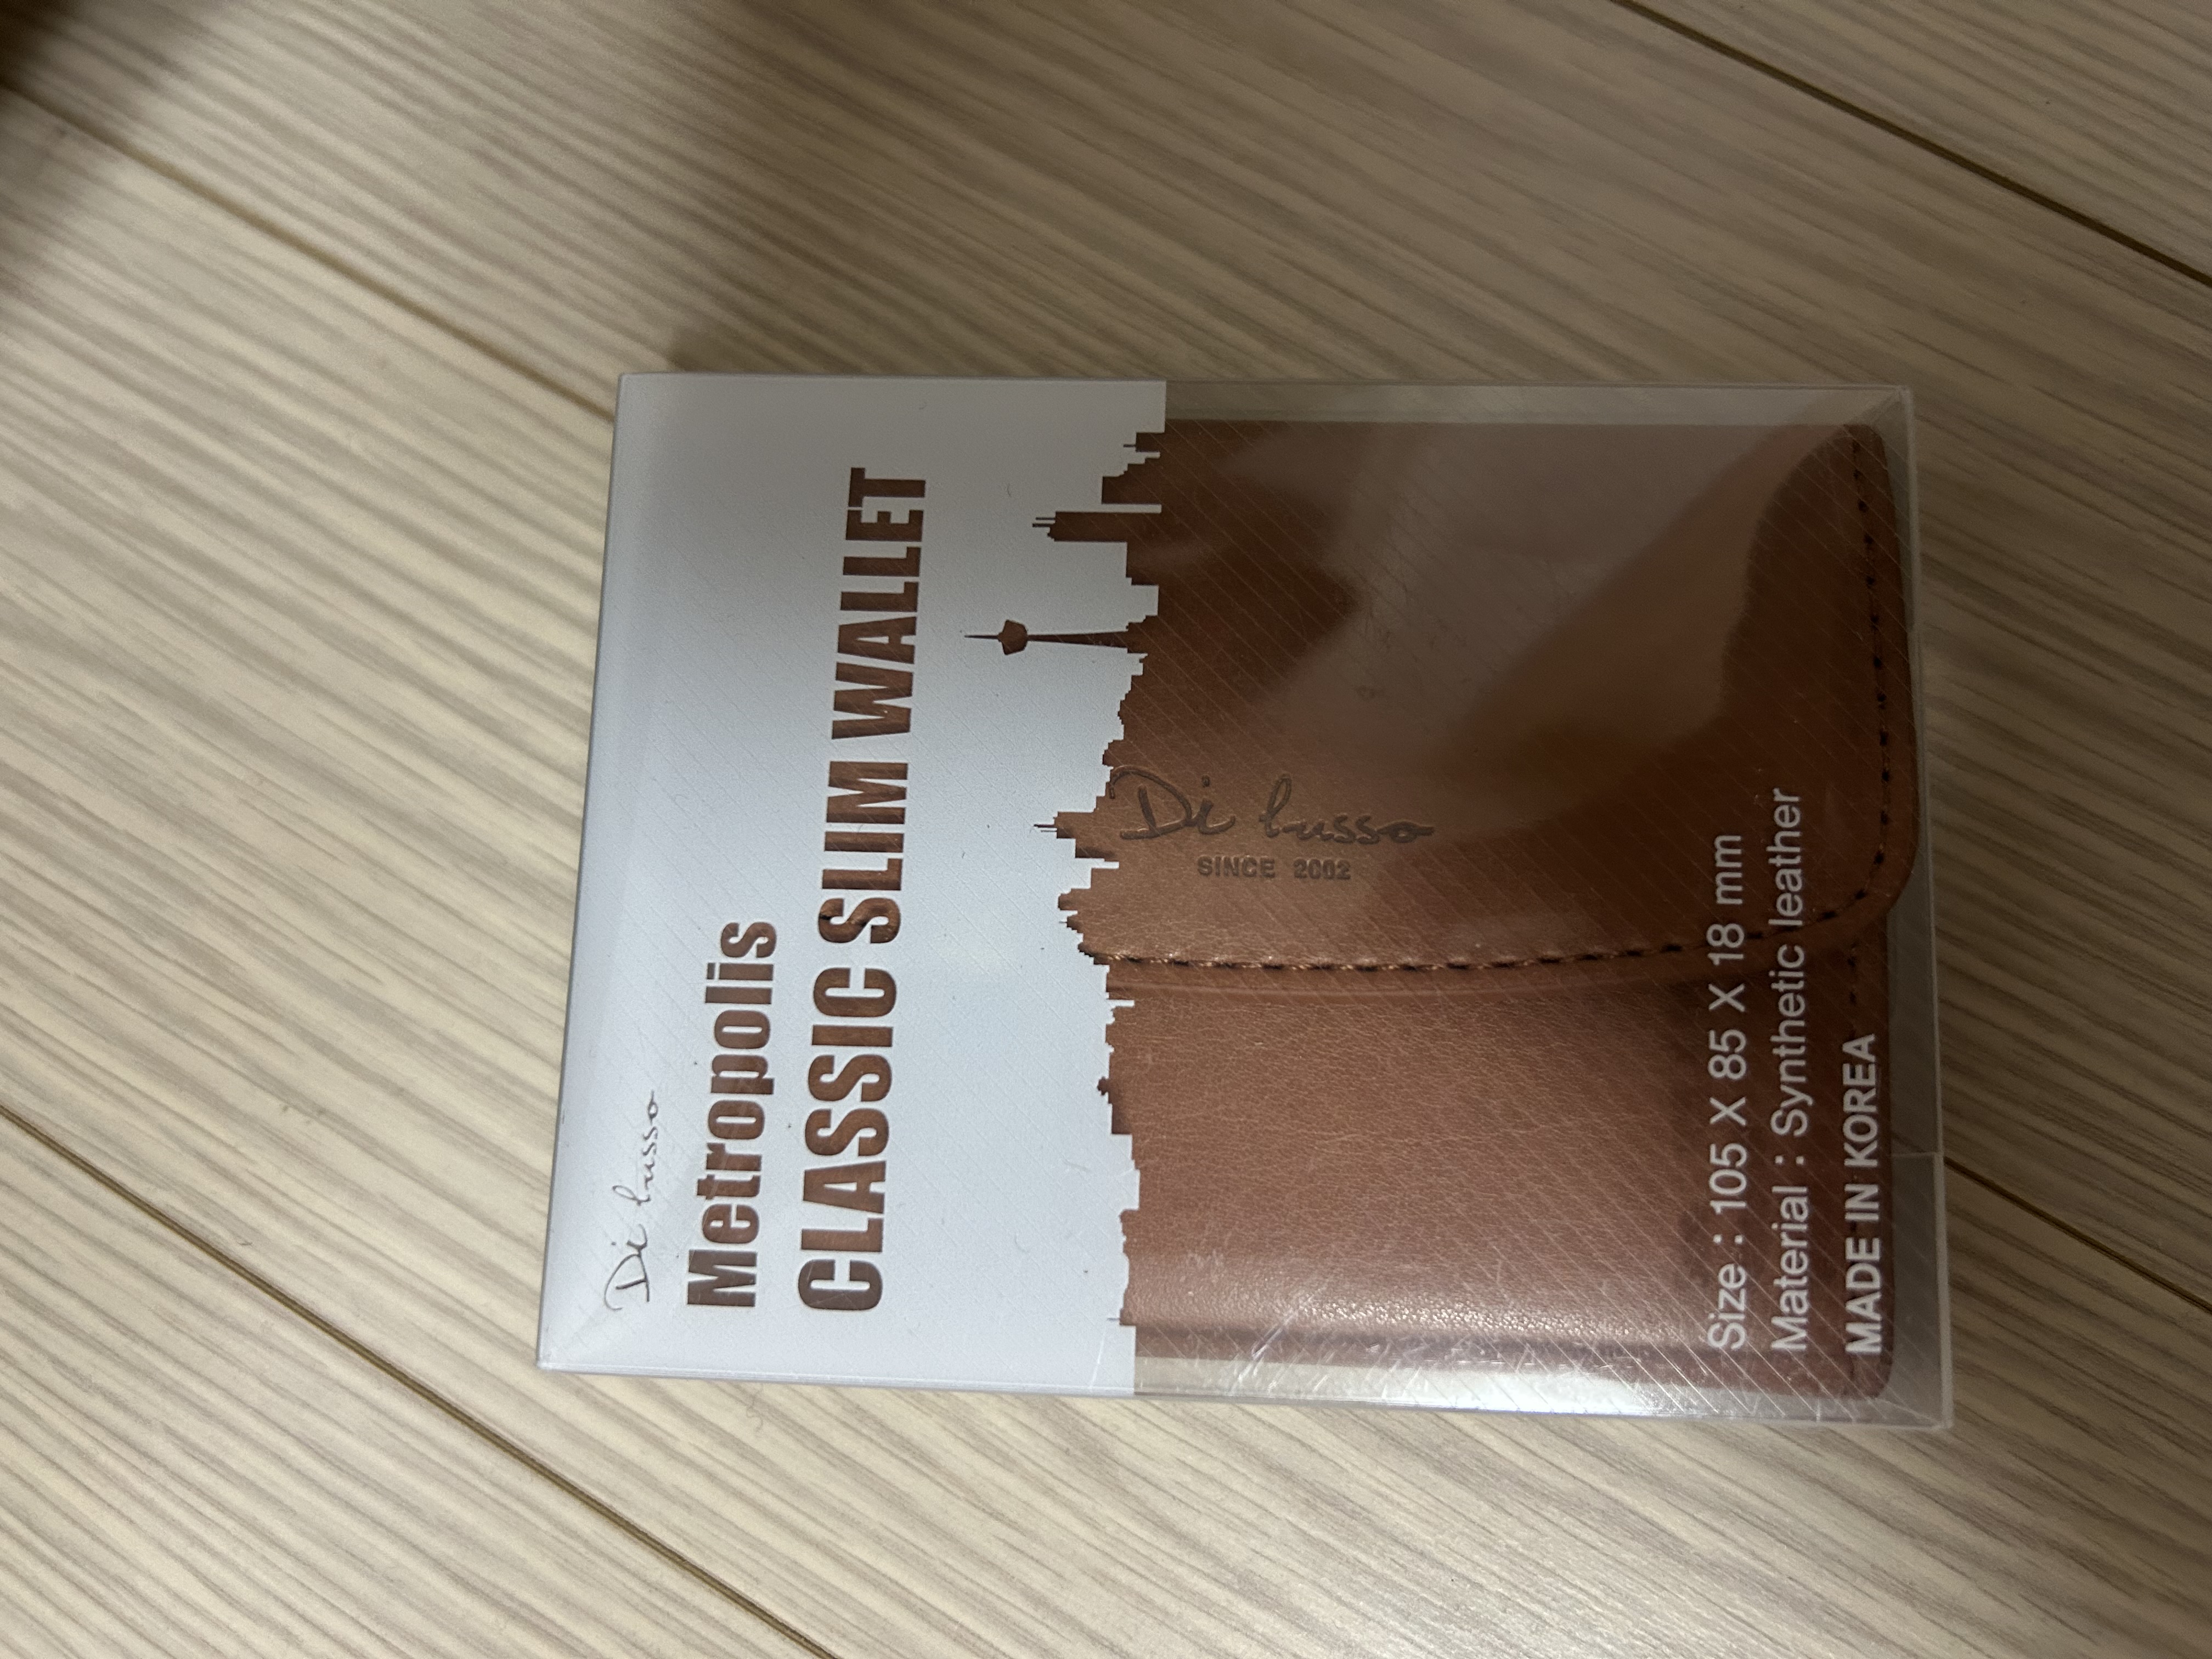 Di lusso
Metropolis
CLASSIC SLIM WALLET
Di lusso
SINCE 2002
Size : 105 X 85 X 18 mm
Material : Synthetic leather
MADE IN KOREA